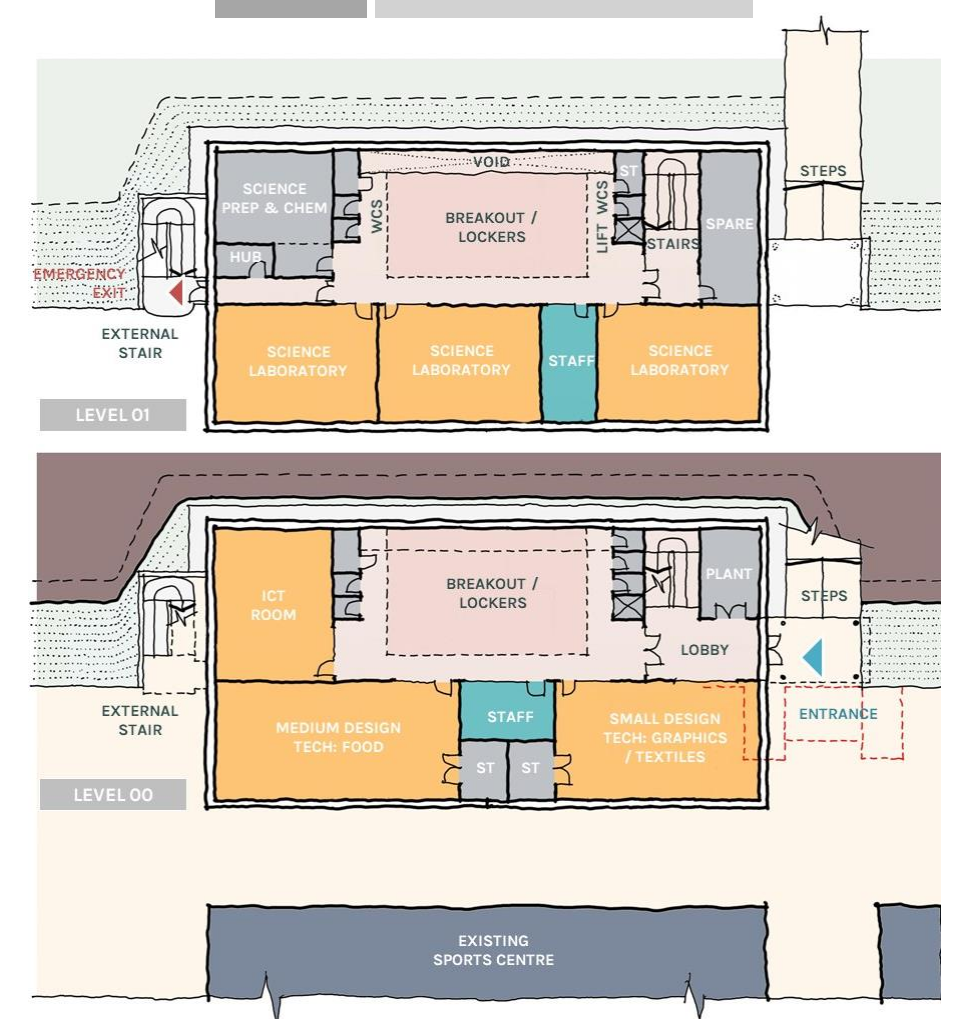 VOID
SCIENCE
PREP & CHEM
WCS
BREAKOUT /
LOCKERS
LIFT WCS
ST
STAIRS
SPARE
STEPS
HUB
EMERGENCY
EXIT
EXTERNAL
STAIR
SCIENCE
LABORATORY
SCIENCE
LABORATORY
STAFF
SCIENCE
LABORATORY
LEVEL 01
ICT
ROOM
BREAKOUT /
LOCKERS
PLANT
STEPS
LOBBY
EXTERNAL
STAIR
MEDIUM DESIGN
TECH: FOOD
STAFF
ST
ST
SMALL DESIGN
TECH: GRAPHICS
/ TEXTILES
ENTRANCE
LEVEL 00
EXISTING
SPORTS CENTRE